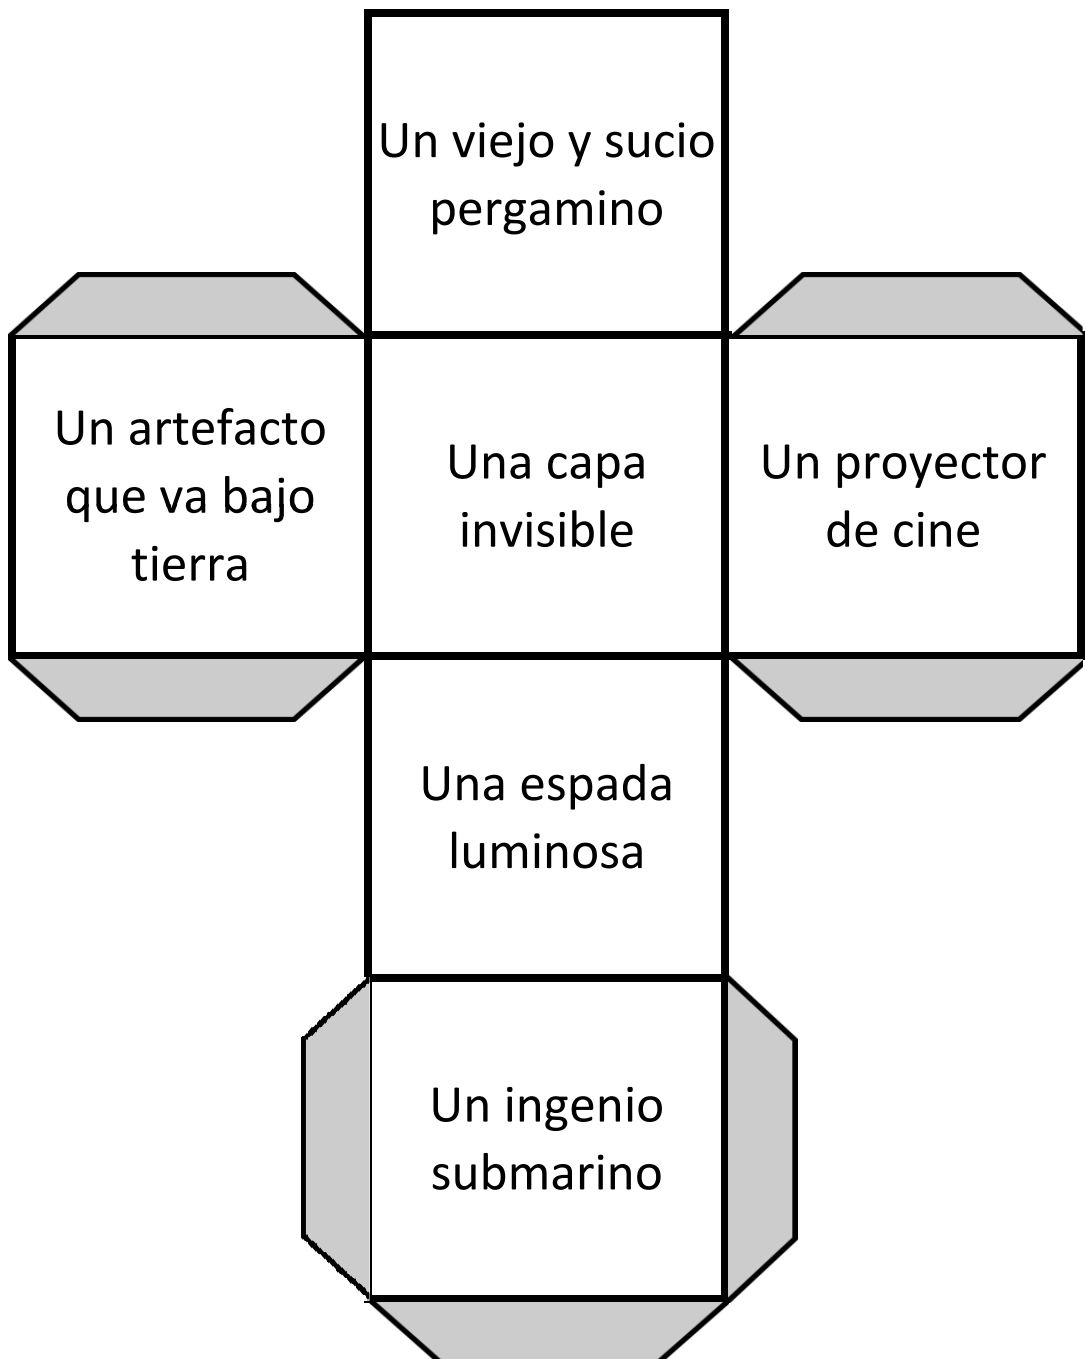 Un viejo y sucio
pergamino
Un artefacto
que va bajo
tierra
Una capa
invisible
Un proyector
de cine
Una espada
luminosa
Un ingenio
submarino